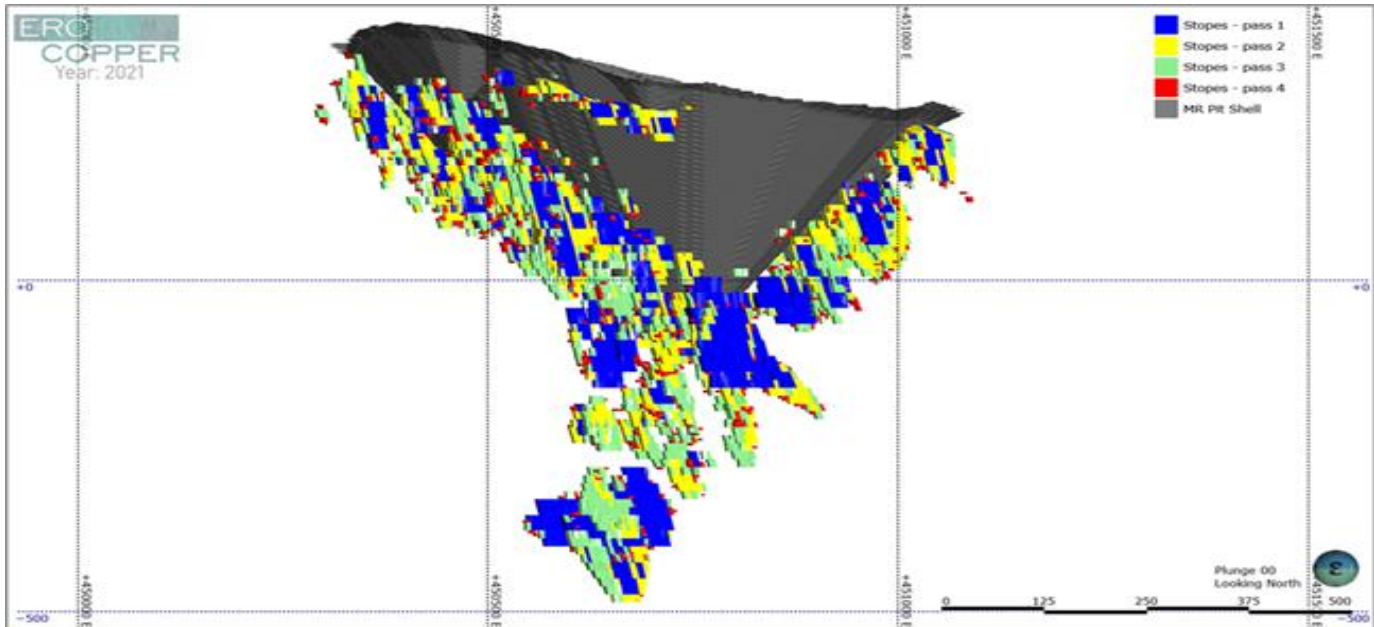 ERO
COPPER
Year: 2021
Stopes - pass 1
Stopes - pass 2
Stopes - pass 3
Stopes - pass 4
MR Pit Shell
+451000 E
+451500 E
+0
+0
Plunge 00
Looking North
0 125 250 375 500
-500
+450000 E
+450500 E
+451000 E
-500